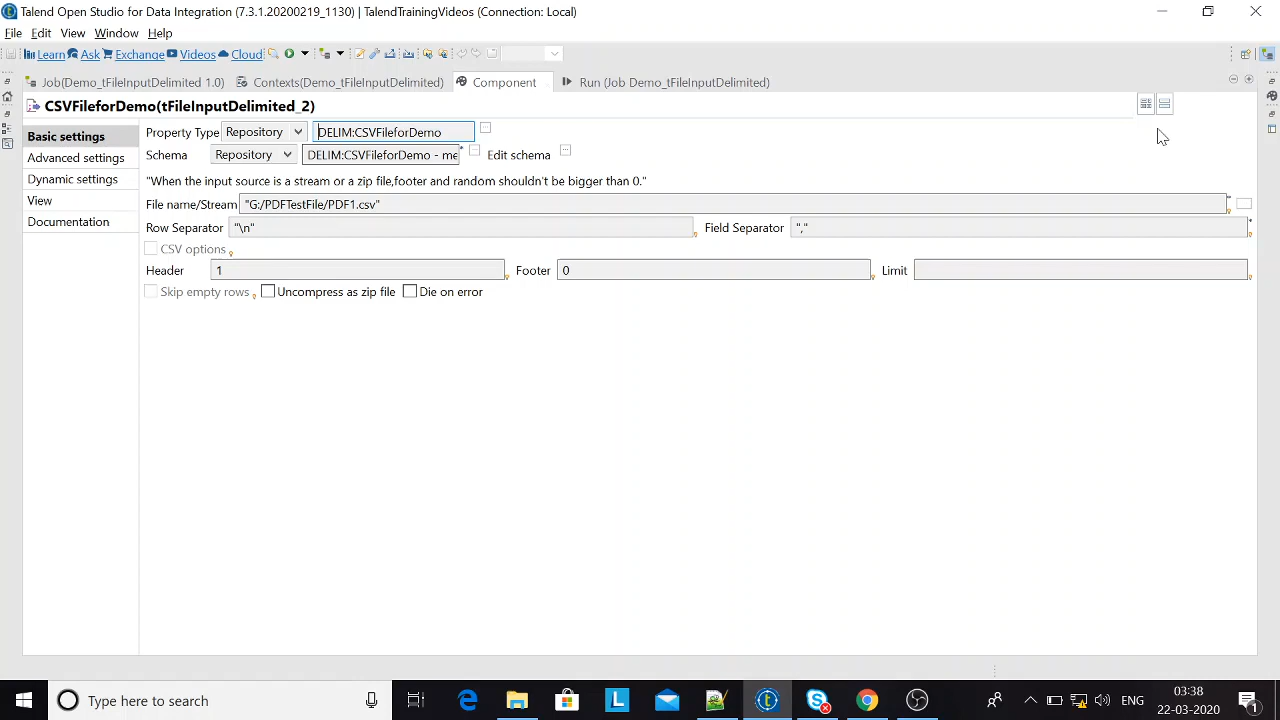 Talend Open Studio for Data Integration (7.3.1.20200219_1130) | TalendTrainingVideos (Connection: Local)
File Edit View Window Help
Learn Ask Exchange Videos Cloud
Job(Demo_tFileInputDelimited 1.0) Contexts(Demo_tFileInputDelimited) Component Run (Job Demo_tFileInputDelimited)
CSVFileforDemo(tFileInputDelimited_2)
Basic settings
Advanced settings
Dynamic settings
View
Documentation
Property Type Repository DELIM:CSVFileforDemo
Schema Repository DELIM:CSVFileforDemo - me * Edit schema
"When the input source is a stream or a zip file,footer and random shouldn't be bigger than 0."
File name/Stream "G:/PDFTestFile/PDF1.csv" *
Row Separator "\n" Field Separator "," *
CSV options
Header 1 Footer 0 Limit
Skip empty rows Uncompress as zip file Die on error
Type here to search
ENG
03:38
22-03-2020
1